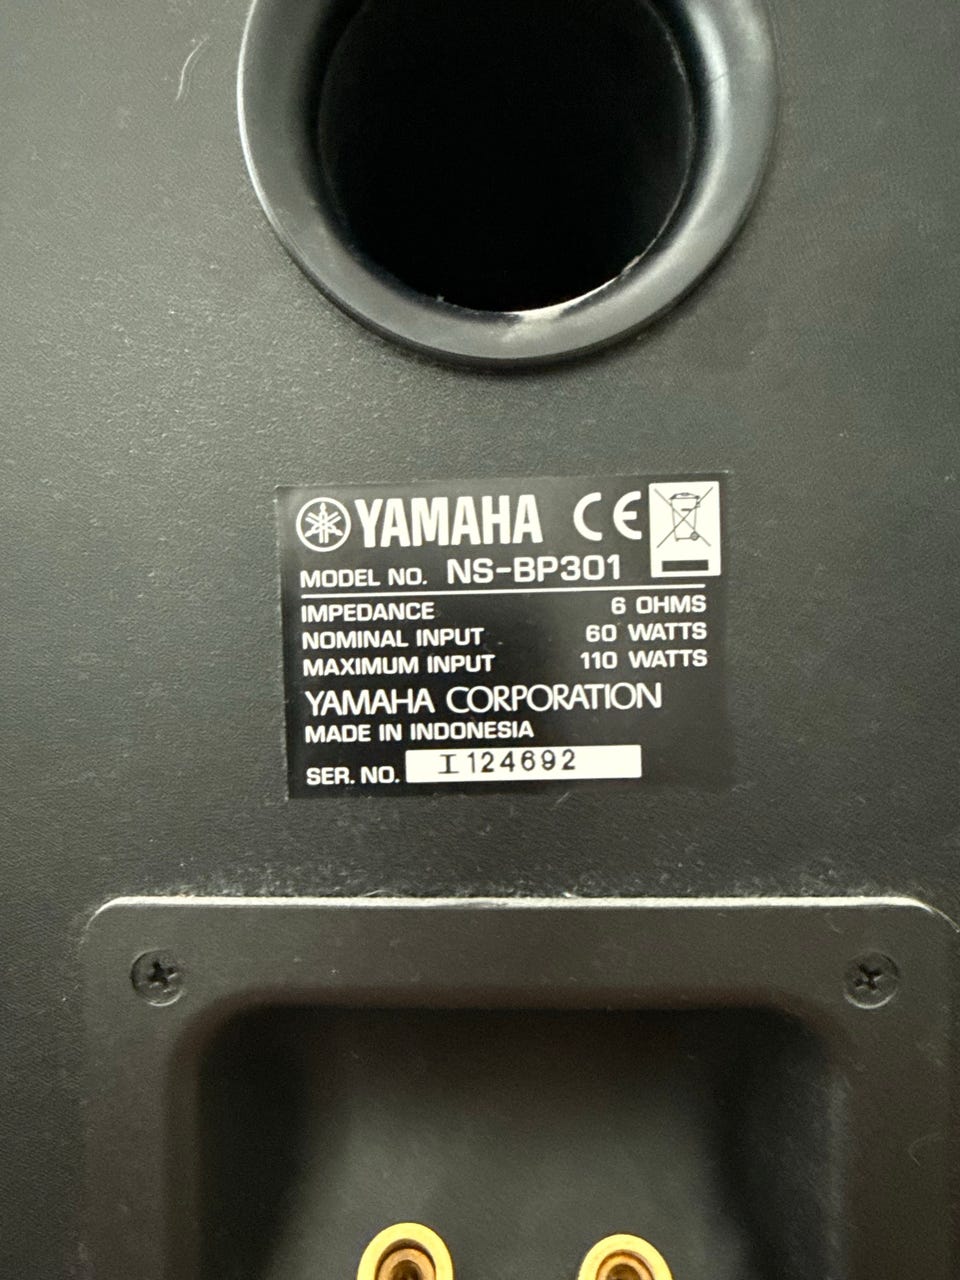 YAMAHA CE
MODEL NO. NS-BP301
IMPEDANCE 6 OHMS
NOMINAL INPUT 60 WATTS
MAXIMUM INPUT 110 WATTS
YAMAHA CORPORATION
MADE IN INDONESIA
SER. NO. I124692